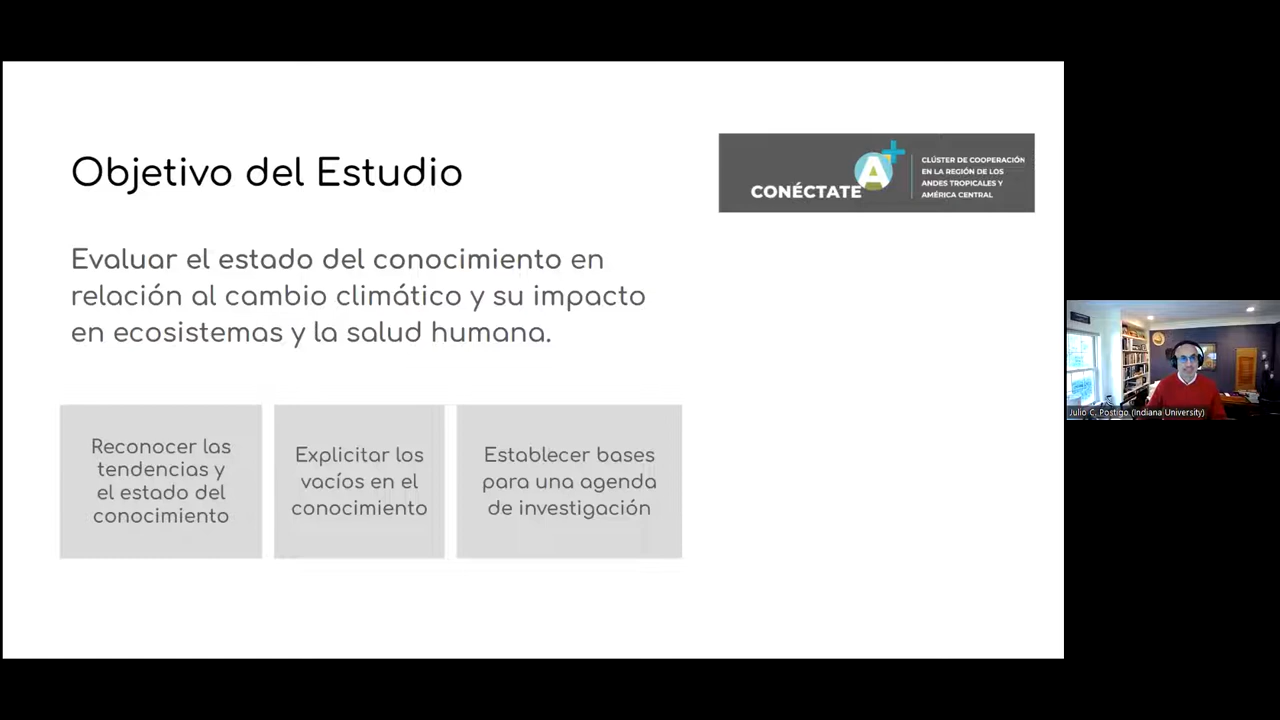 Objetivo del Estudio
CONÉCTATE A+
CLÚSTER DE COOPERACIÓN
EN LA REGIÓN DE LOS
ANDES TROPICALES Y
AMÉRICA CENTRAL
Evaluar el estado del conocimiento en
relación al cambio climático y su impacto
en ecosistemas y la salud humana.
Reconocer las
tendencias y
el estado del
conocimiento
Explicitar los
vacíos en el
conocimiento
Establecer bases
para una agenda
de investigación
Julio C. Postigo (Indiana University)